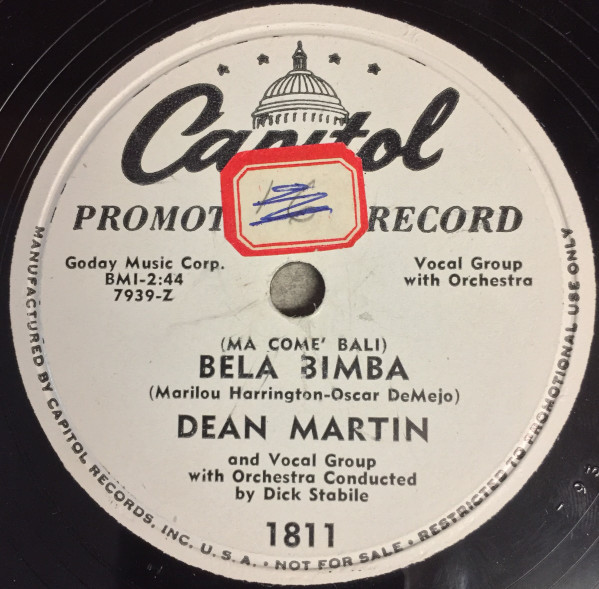 Capitol
PROMOT RECORD
Goday Music Corp.
BMI-2:44
7939-Z
Vocal Group
with Orchestra
(MA COME' BALI)
BELA BIMBA
(Marilou Harrington-Oscar DeMejo)
DEAN MARTIN
and Vocal Group
with Orchestra Conducted
by Dick Stabile
1811
MANUFACTURED BY CAPITOL RECORDS, INC. U. S. A. • NOT FOR SALE • RESTRICTED TO PROMOTIONAL USE ONLY